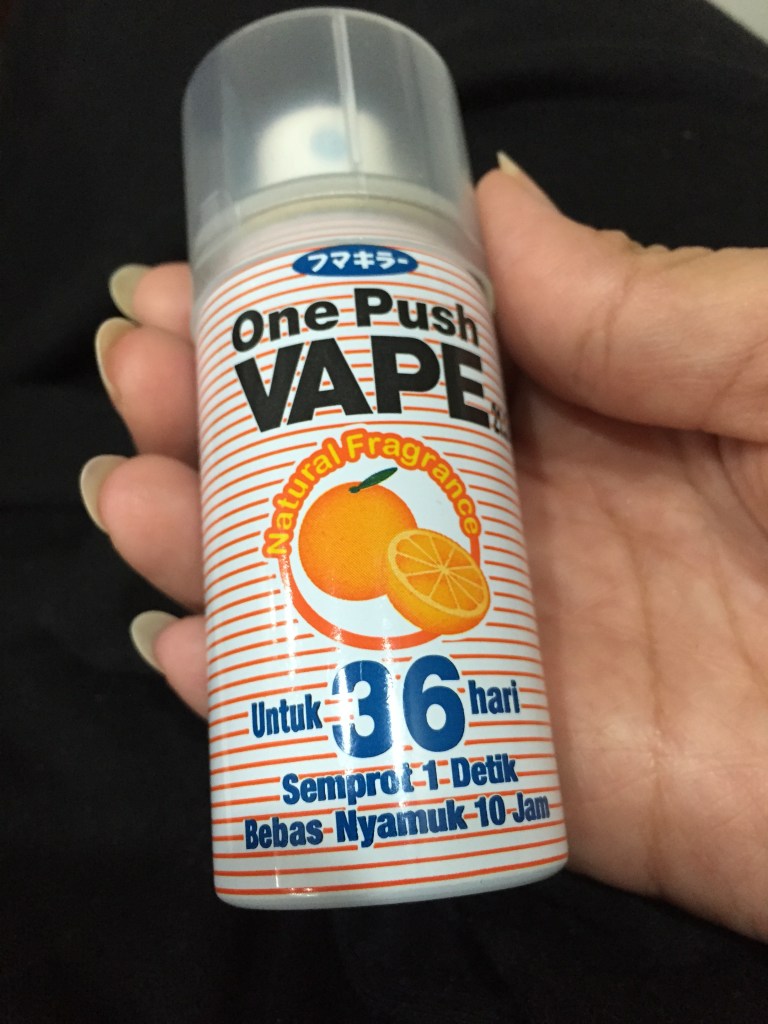 フマキラー
One Push
VAPE
Natural Fragrance
Untuk 36 hari
Semprot 1 Detik
Bebas Nyamuk 10 Jam